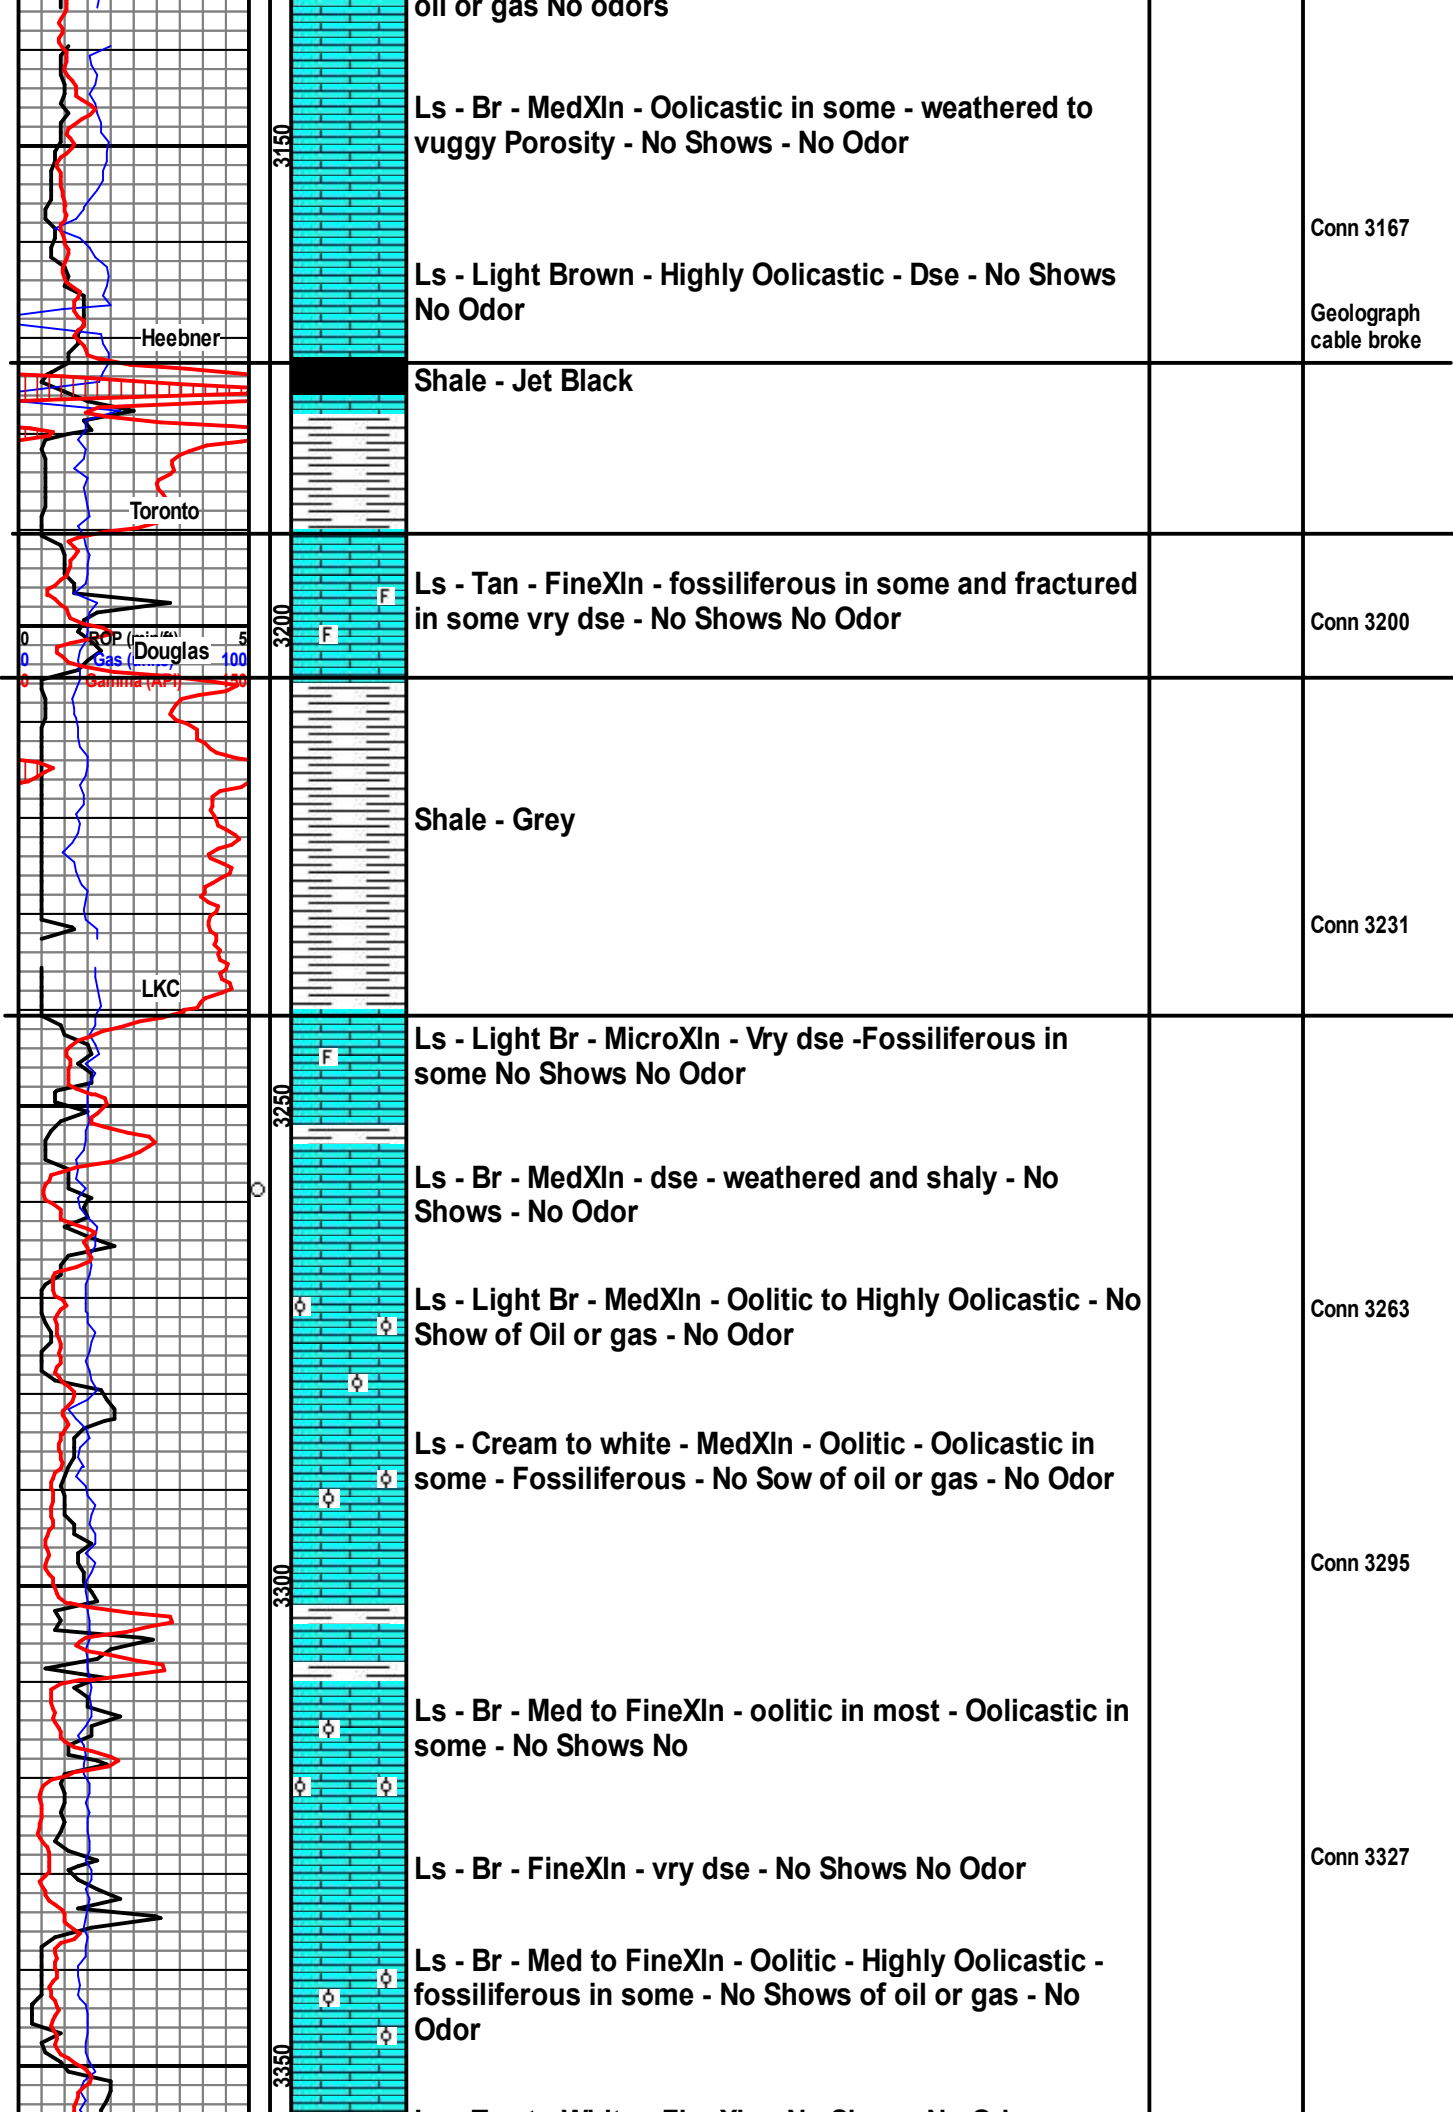 oil or gas No odors
Ls - Br - MedXln - Oolicastic in some - weathered to
vuggy Porosity - No Shows - No Odor
3150
Conn 3167
Ls - Light Brown - Highly Oolicastic - Dse - No Shows
No Odor
Geolograph
cable broke
Heebner
Shale - Jet Black
Toronto
Ls - Tan - FineXln - fossiliferous in some and fractured
in some vry dse - No Shows No Odor
F
F
3200
Conn 3200
0 ROP (min/ft) 5
Douglas
0 Gas (units) 100
0 Gamma (API)
Shale - Grey
Conn 3231
LKC
Ls - Light Br - MicroXln - Vry dse -Fossiliferous in
some No Shows No Odor
F
3250
Ls - Br - MedXln - dse - weathered and shaly - No
Shows - No Odor
Ls - Light Br - MedXln - Oolitic to Highly Oolicastic - No
Show of Oil or gas - No Odor
Conn 3263
Ls - Cream to white - MedXln - Oolitic - Oolicastic in
some - Fossiliferous - No Sow of oil or gas - No Odor
Conn 3295
3300
Ls - Br - Med to FineXln - oolitic in most - Oolicastic in
some - No Shows No
Ls - Br - FineXln - vry dse - No Shows No Odor
Conn 3327
Ls - Br - Med to FineXln - Oolitic - Highly Oolicastic -
fossiliferous in some - No Shows of oil or gas - No
Odor
3350